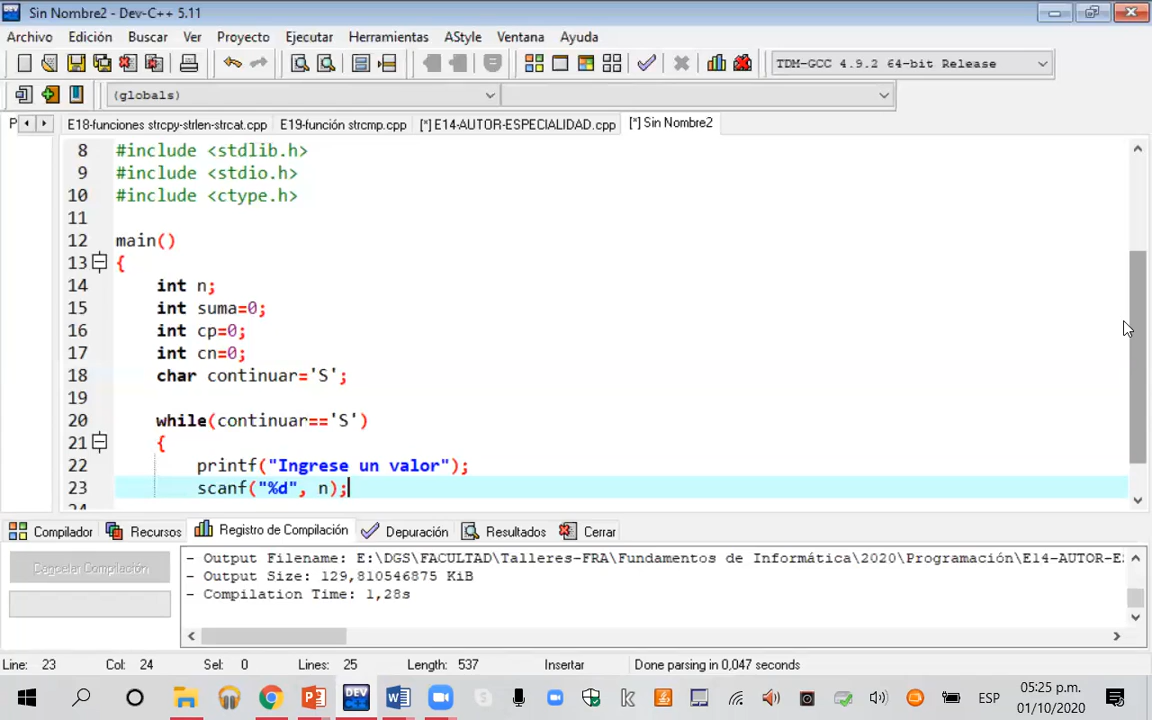 Sin Nombre2 - Dev-C++ 5.11
Archivo Edición Buscar Ver Proyecto Ejecutar Herramientas AStyle Ventana Ayuda
TDM-GCC 4.9.2 64-bit Release
(globals)
P E18-funciones strcpy-strlen-strcat.cpp E19-función strcmp.cpp [*] E14-AUTOR-ESPECIALIDAD.cpp [*] Sin Nombre2
8 #include <stdlib.h>
9 #include <stdio.h>
10 #include <ctype.h>
11
12 main()
13 {
14 int n;
15 int suma=0;
16 int cp=0;
17 int cn=0;
18 char continuar='S';
19
20 while(continuar=='S')
21 {
22 printf("Ingrese un valor");
23 scanf("%d", n);
Compilador Recursos Registro de Compilación Depuración Resultados Cerrar
Cancelar Compilación
- Output Filename: E:\DGS\FACULTAD\Talleres-FRA\Fundamentos de Informática\2020\Programación\E14-AUTOR-E
- Output Size: 129,810546875 KiB
- Compilation Time: 1,28s
Line: 23 Col: 24 Sel: 0 Lines: 25 Length: 537 Insertar Done parsing in 0,047 seconds
DEV
ESP
05:25 p.m.
01/10/2020